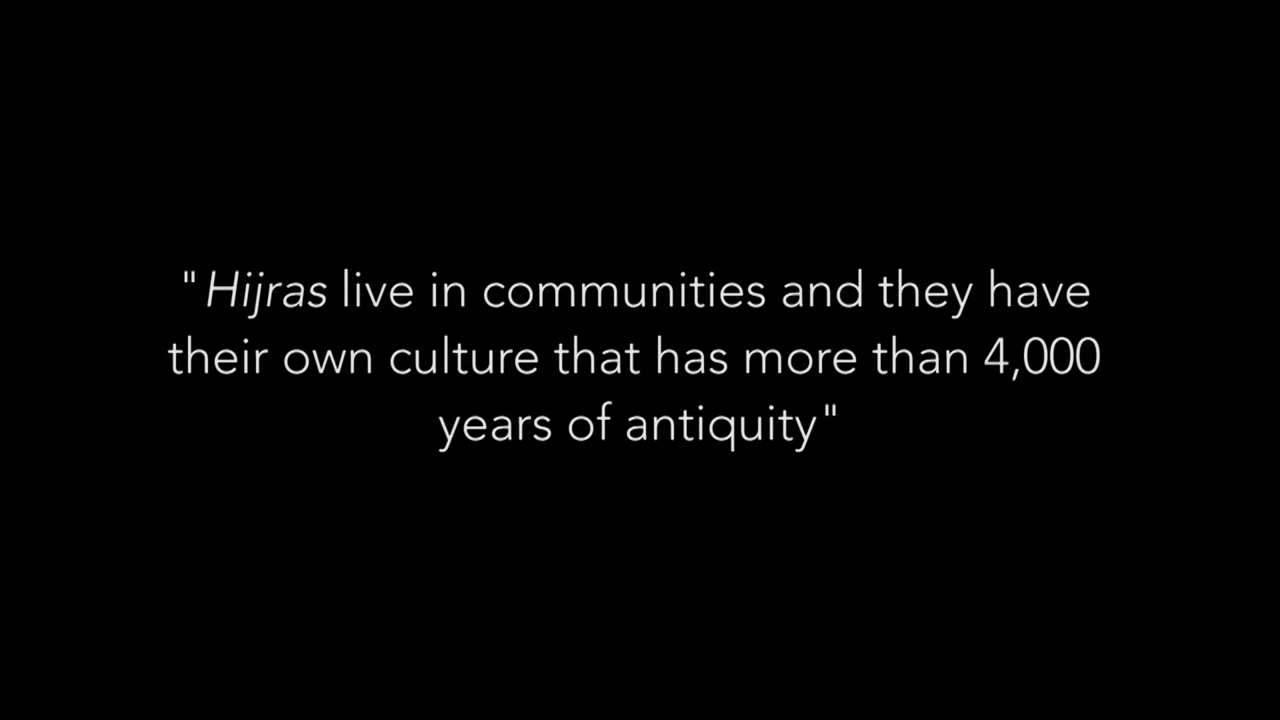 "Hijras live in communities and they have
their own culture that has more than 4,000
years of antiquity"